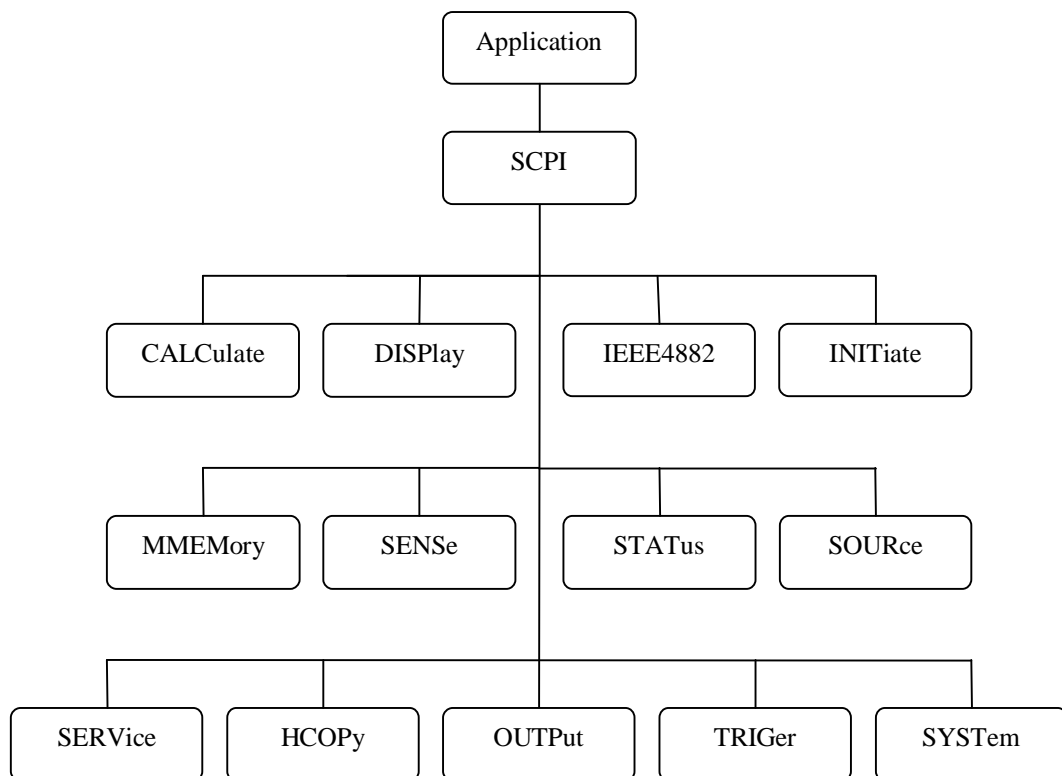 Application
SCPI
CALCulate
DISPlay
IEEE4882
INITiate
MMEMory
SENSe
STATus
SOURce
SERVice
HCOPy
OUTPut
TRIGer
SYSTem